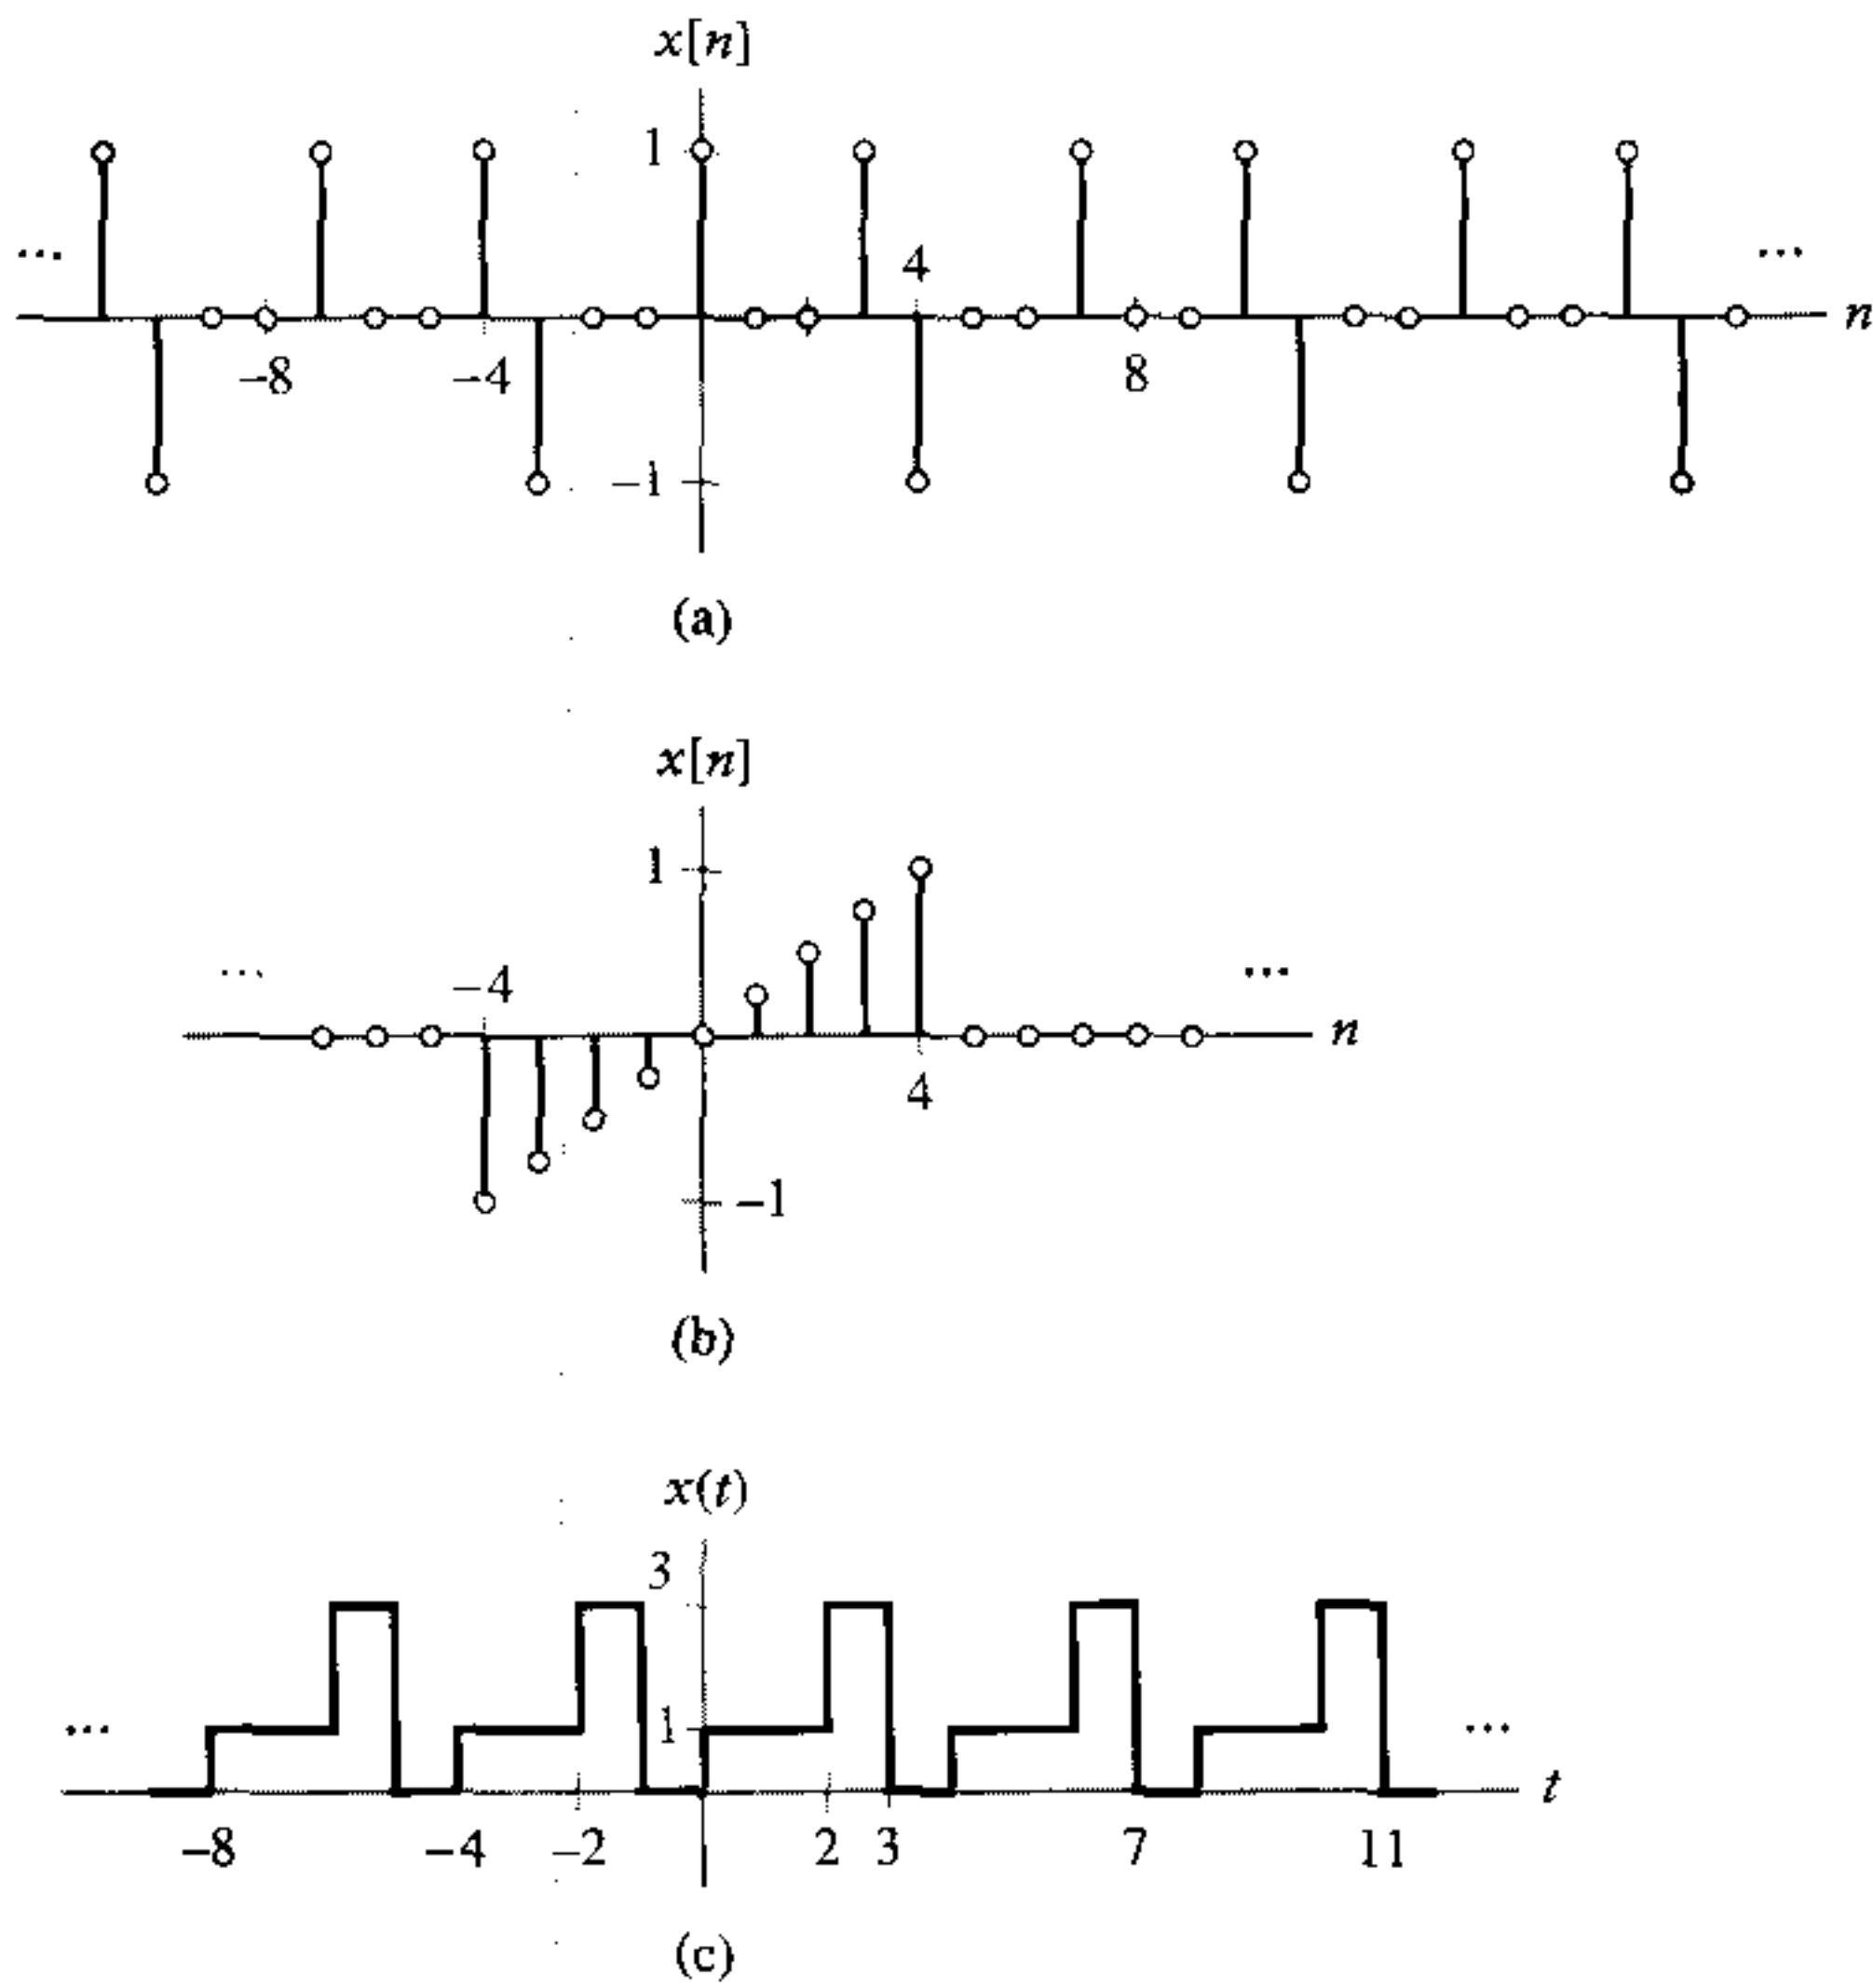 x[n]
1
... 4 ...
n
−8 −4 8
−1
(a)
x[n]
1
... −4 ...
n
4
−1
(b)
x(t)
3
... 1 ...
t
−8 −4 −2 2 3 7 11
(c)